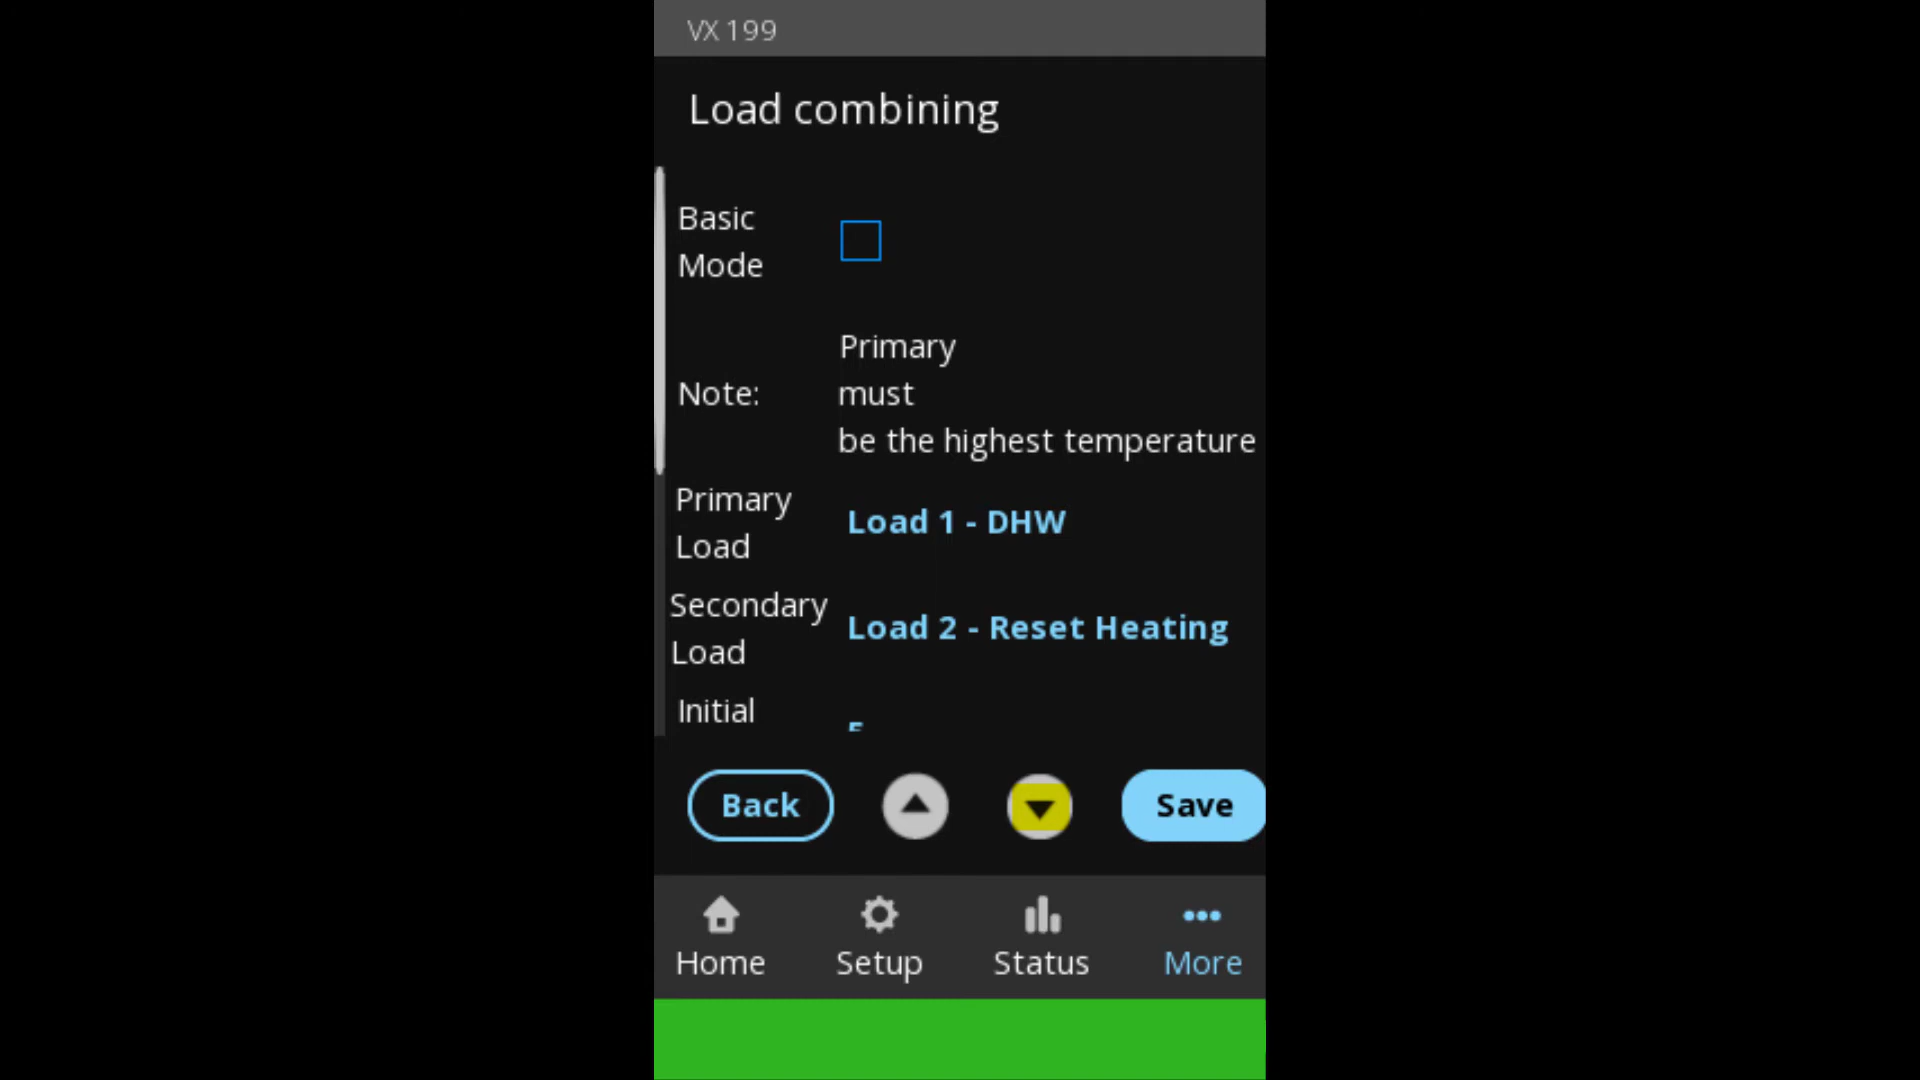 VX 199
Load combining
Basic
Mode
Note:
Primary
must
be the highest temperature
Primary
Load
Load 1 - DHW
Secondary
Load
Load 2 - Reset Heating
Initial
Back
Save
Home
Setup
Status
More